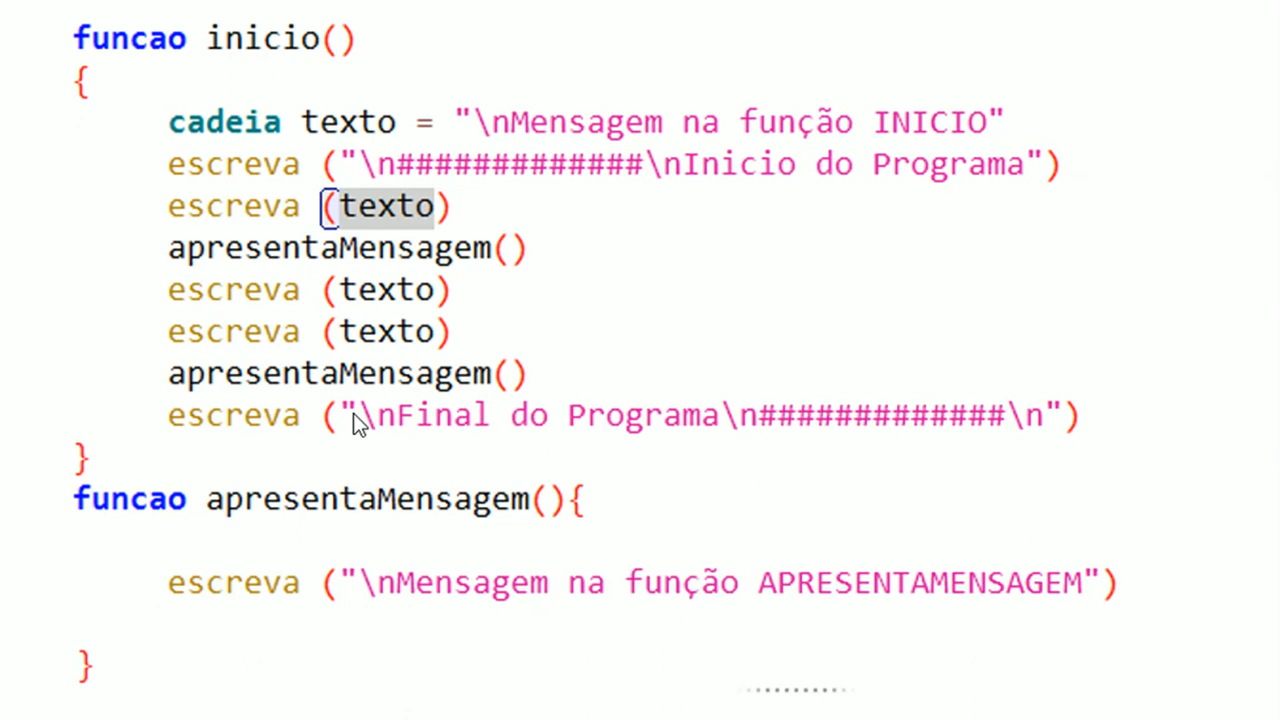 funcao inicio()
{
cadeia texto = "\nMensagem na função INICIO"
escreva ("\n#############\nInicio do Programa")
escreva (texto)
apresentaMensagem()
escreva (texto)
escreva (texto)
apresentaMensagem()
escreva ("\nFinal do Programa\n#############\n")
}
funcao apresentaMensagem(){
escreva ("\nMensagem na função APRESENTAMENSAGEM")
}